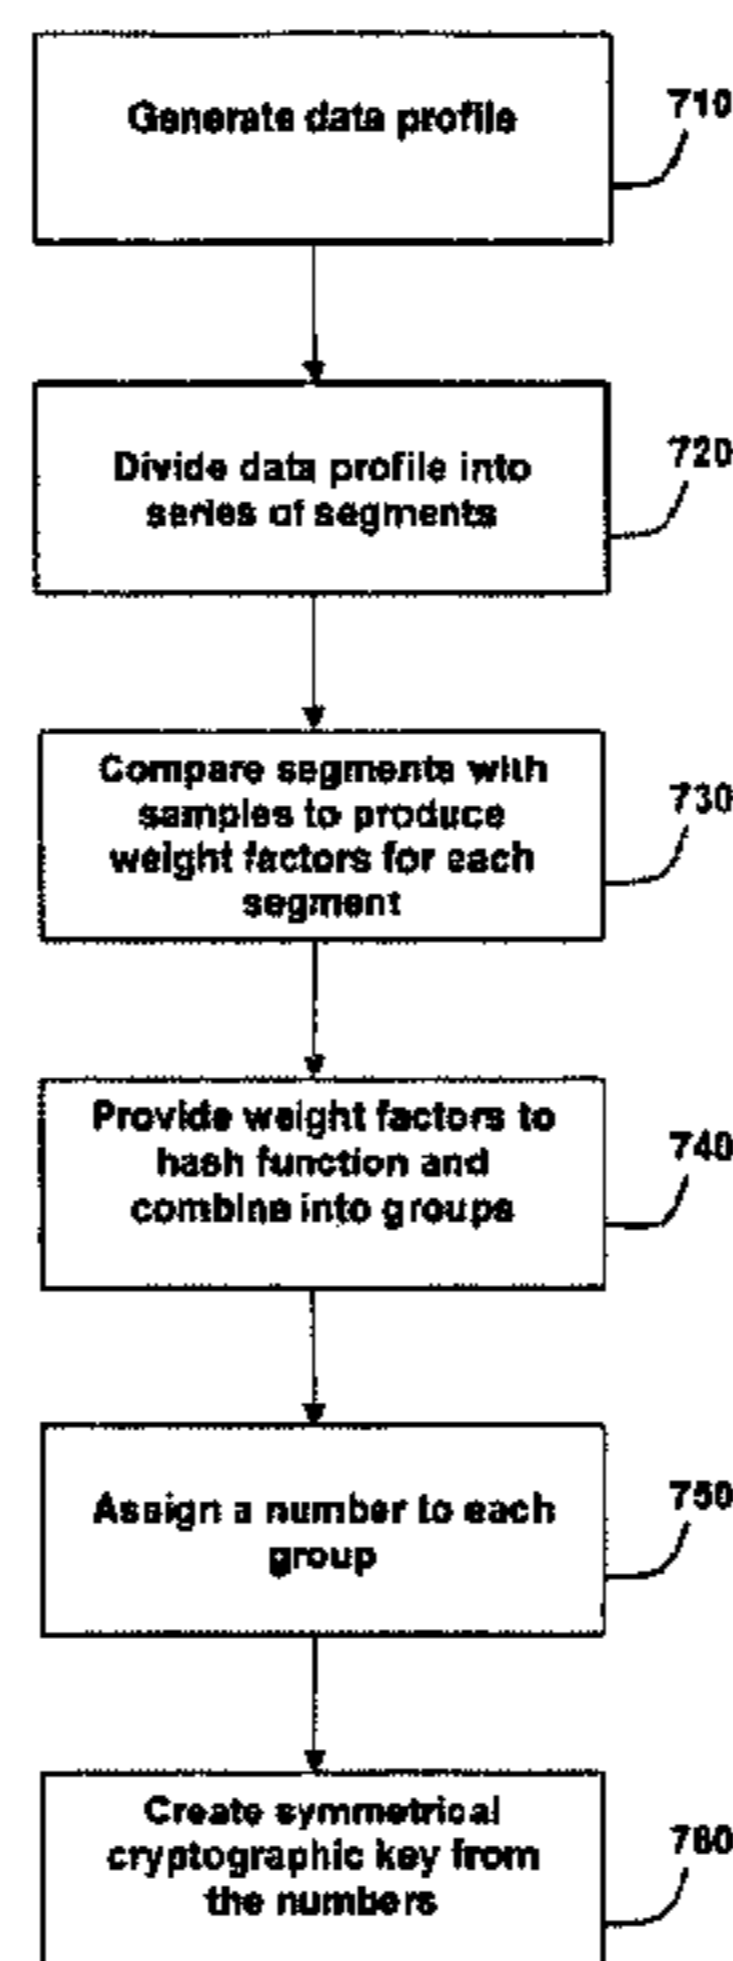 Generate data profile
710
Divide data profile into
series of segments
720
Compare segments with
samples to produce
weight factors for each
segment
730
Provide weight factors to
hash function and
combine into groups
740
Assign a number to each
group
750
Create symmetrical
cryptographic key from
the numbers
760